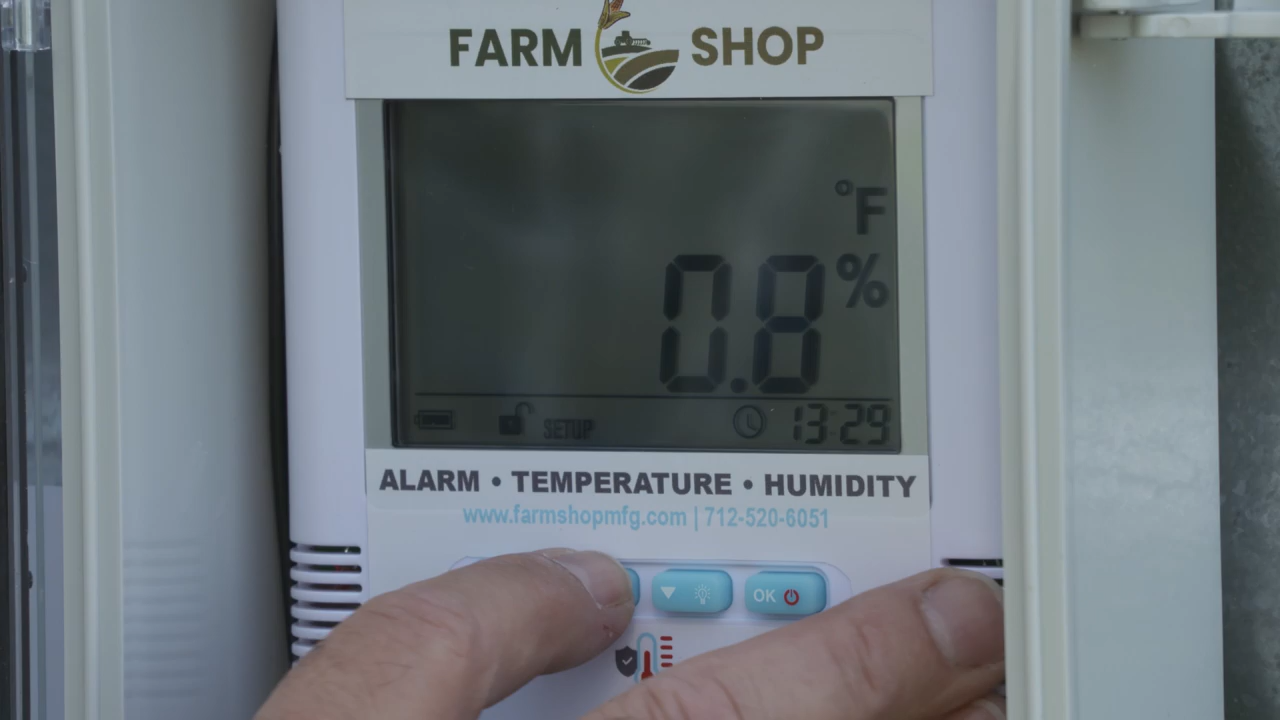 FARM SHOP
°F
0.8 %
SETUP 13:29
ALARM • TEMPERATURE • HUMIDITY
www.farmshopmfg.com | 712-520-6051
OK